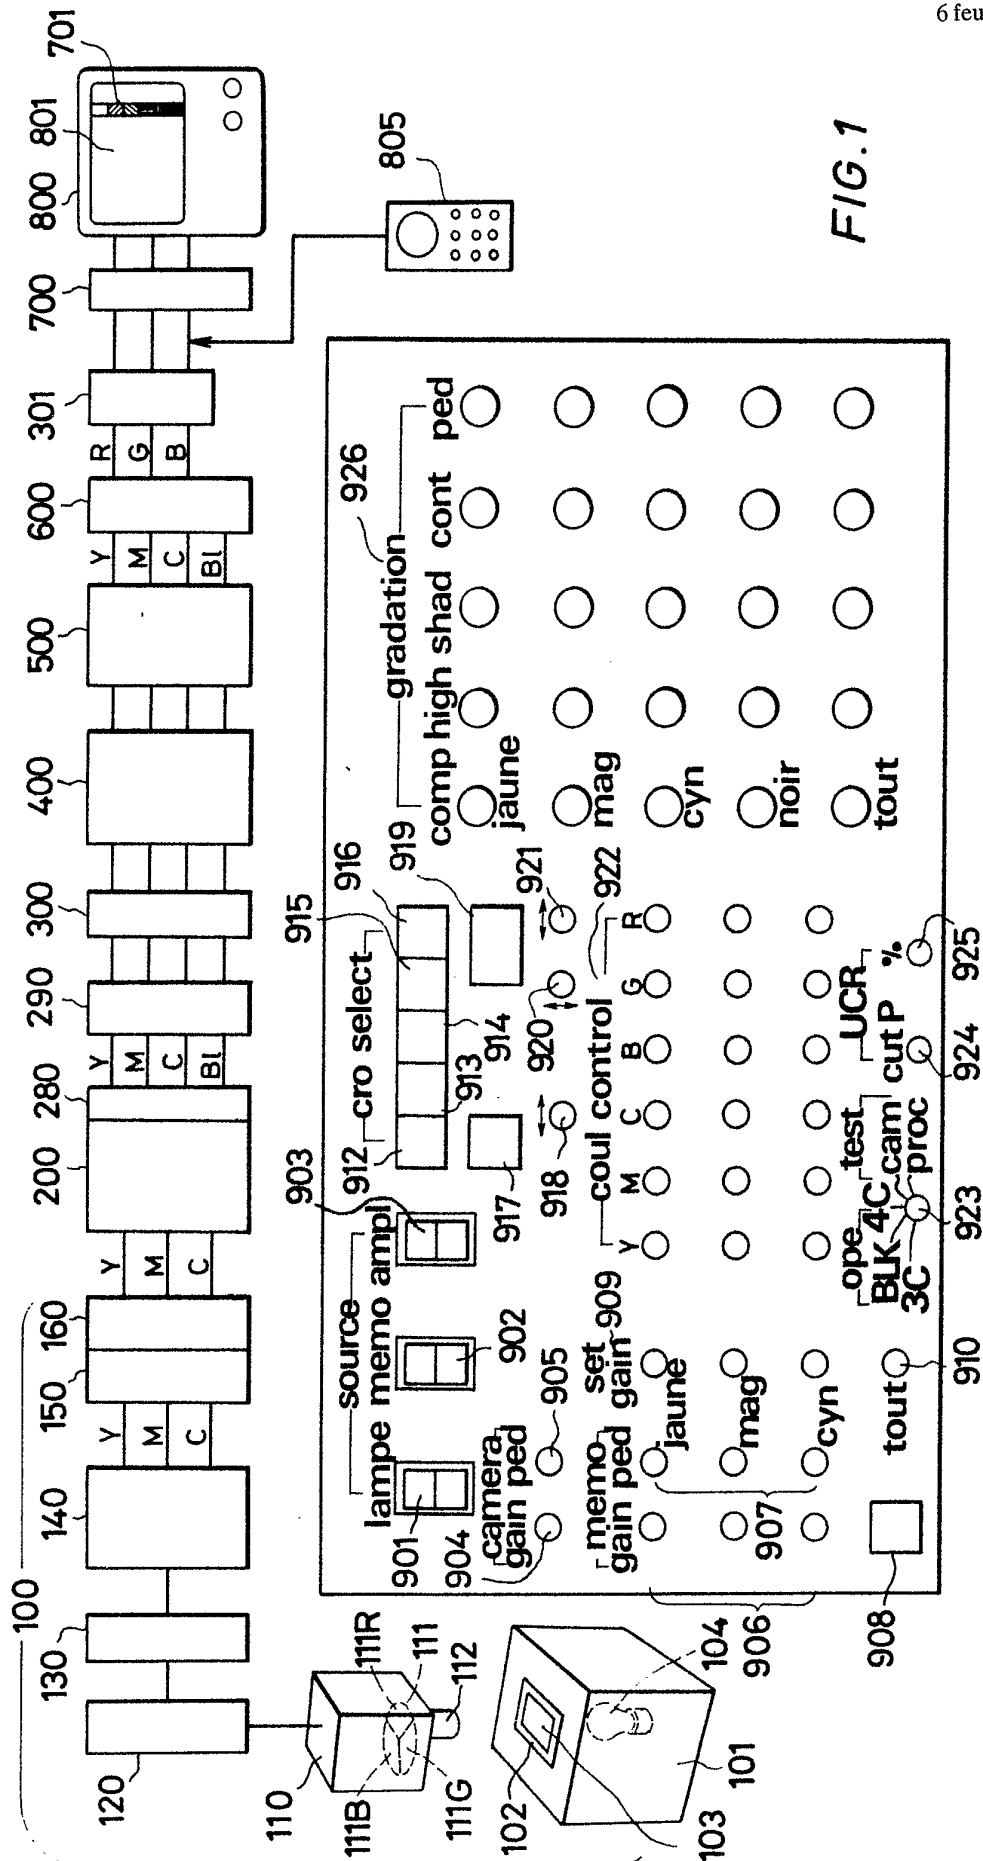 6 feu
100
120
130
140
150
160
200
280
290
300
400
500
600
301
700
800
801
701
Y
M
C
Y
M
C
Y
M
C
Bl
Y
M
C
Bl
R
G
B
805
110
111R
111
112
111B
111G
102
103
101
104
source
lampe memo ampl
901
902
903
cro select
912
913
914
915
916
917
918
919
920
921
922
camera
gain ped
904
905
memo
gain ped
set
gain
909
jaune
mag
cyn
tout
906
907
908
910
coul control
Y
M
C
B
G
R
ope
BLK 4C
3C
test
cam
proc
923
UCR
cut P
%
924
925
gradation
926
comp high shad cont ped
jaune
mag
cyn
noir
tout
FIG.1